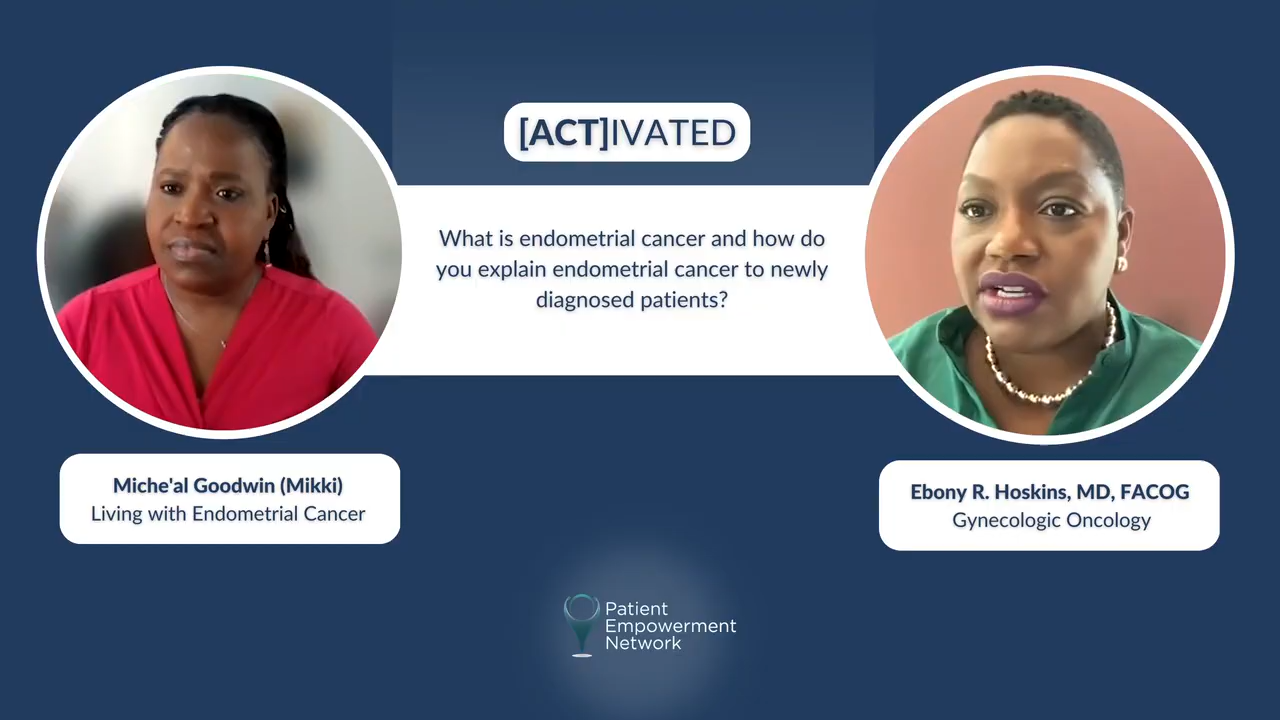 [ACT]IVATED
What is endometrial cancer and how do
you explain endometrial cancer to newly
diagnosed patients?
Miche'al Goodwin (Mikki)
Living with Endometrial Cancer
Ebony R. Hoskins, MD, FACOG
Gynecologic Oncology
Patient
Empowerment
Network